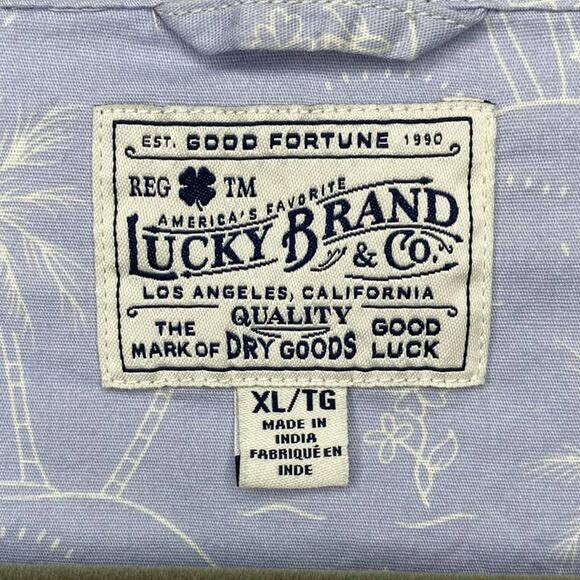 EST. GOOD FORTUNE 1990
REG TM
AMERICA'S FAVORITE
LUCKY BRAND & CO.
LOS ANGELES, CALIFORNIA
QUALITY
THE MARK OF DRY GOODS GOOD LUCK
XL/TG
MADE IN
INDIA
FABRIQUÉ EN
INDE